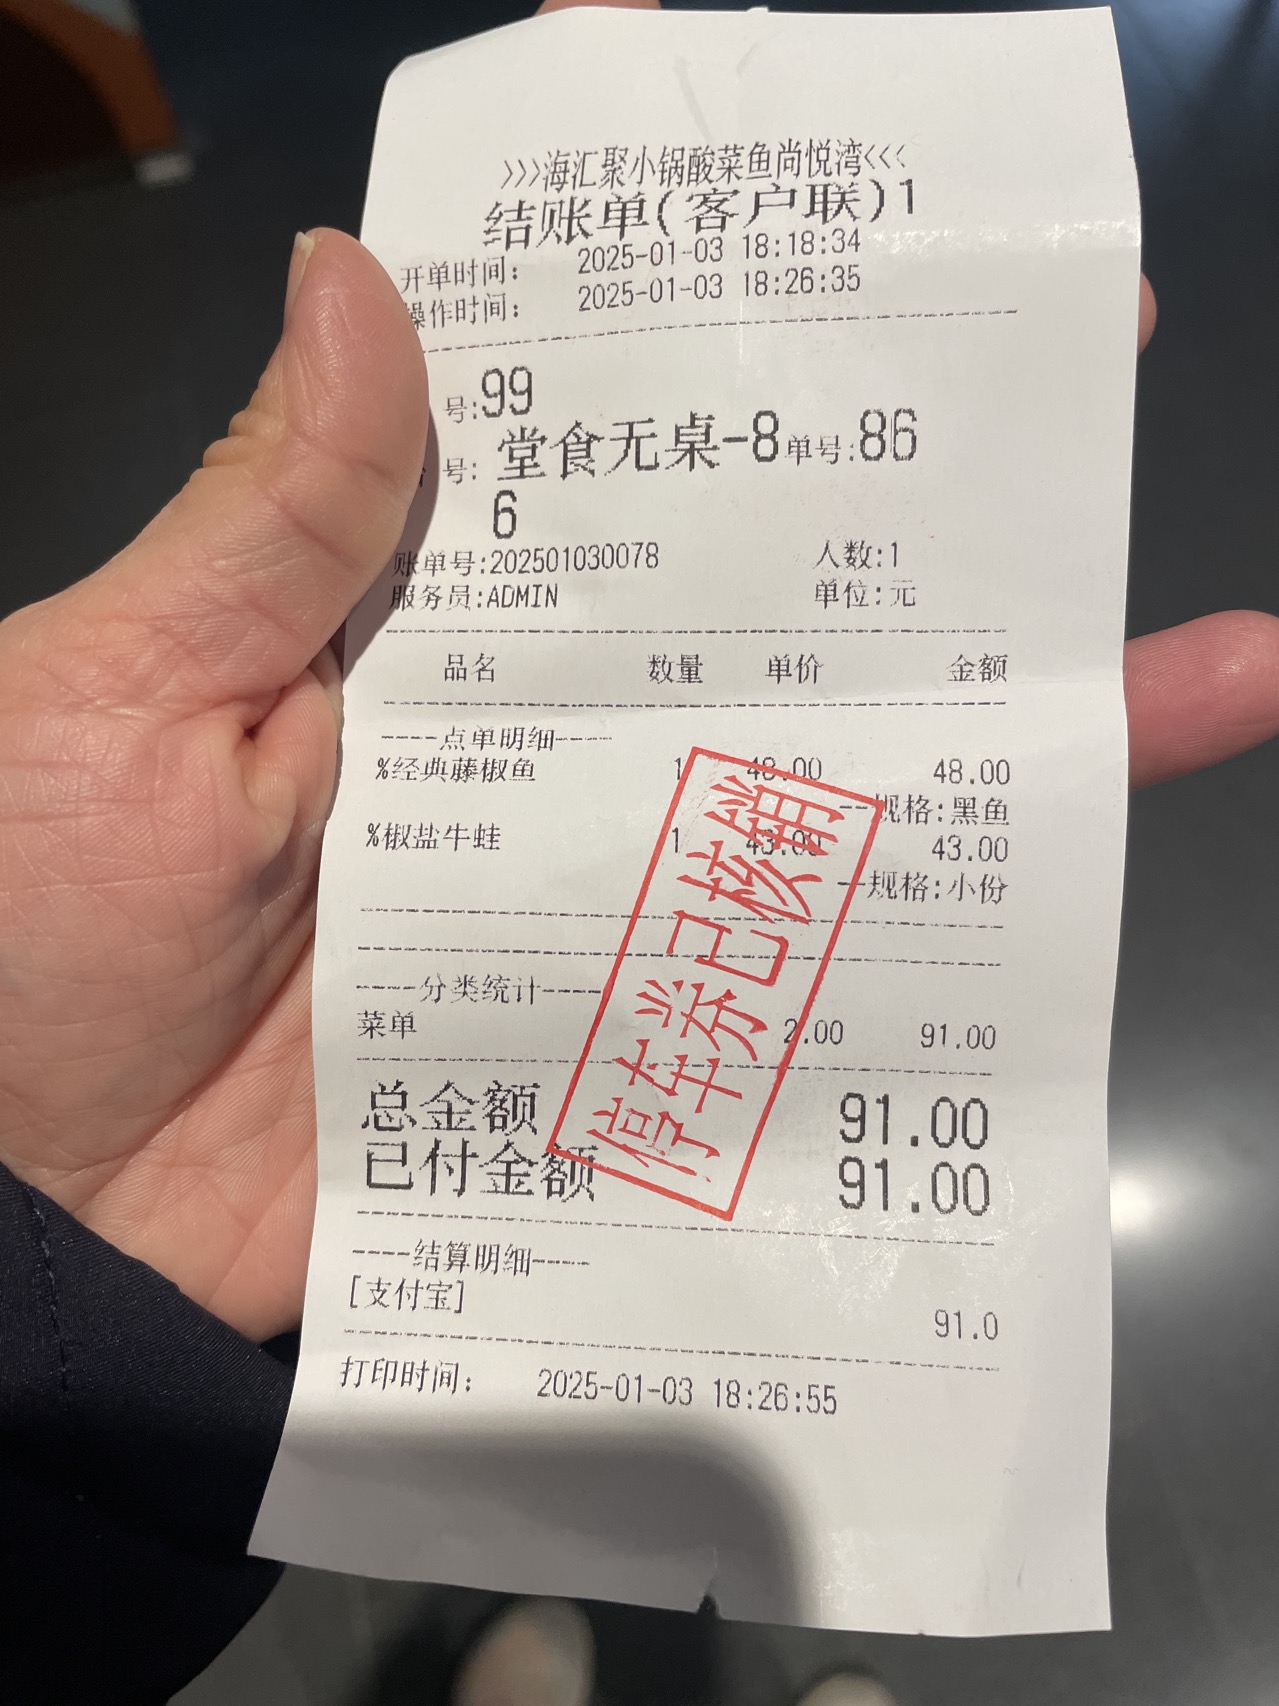 >>>海汇聚小锅酸菜鱼尚悦湾<<<
结账单(客户联)1
开单时间: 2025-01-03 18:18:34
操作时间: 2025-01-03 18:26:35
号:99
号: 堂食无桌-8 单号:86
6
账单号:202501030078 人数:1
服务员:ADMIN 单位:元
品名 数量 单价 金额
----点单明细----
%经典藤椒鱼 1 48.00 48.00
--规格:黑鱼
%椒盐牛蛙 1 43.00 43.00
--规格:小份
----分类统计----
菜单 2.00 91.00
总金额 91.00
已付金额 91.00
----结算明细----
[支付宝] 91.0
打印时间: 2025-01-03 18:26:55
停车券已核销